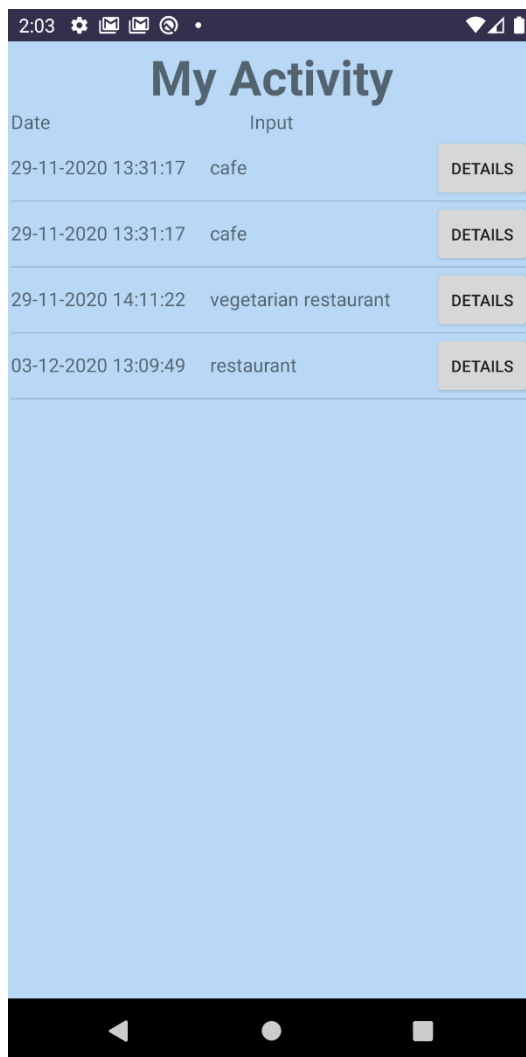 2:03
My Activity
Date Input
29-11-2020 13:31:17 cafe DETAILS
29-11-2020 13:31:17 cafe DETAILS
29-11-2020 14:11:22 vegetarian restaurant DETAILS
03-12-2020 13:09:49 restaurant DETAILS